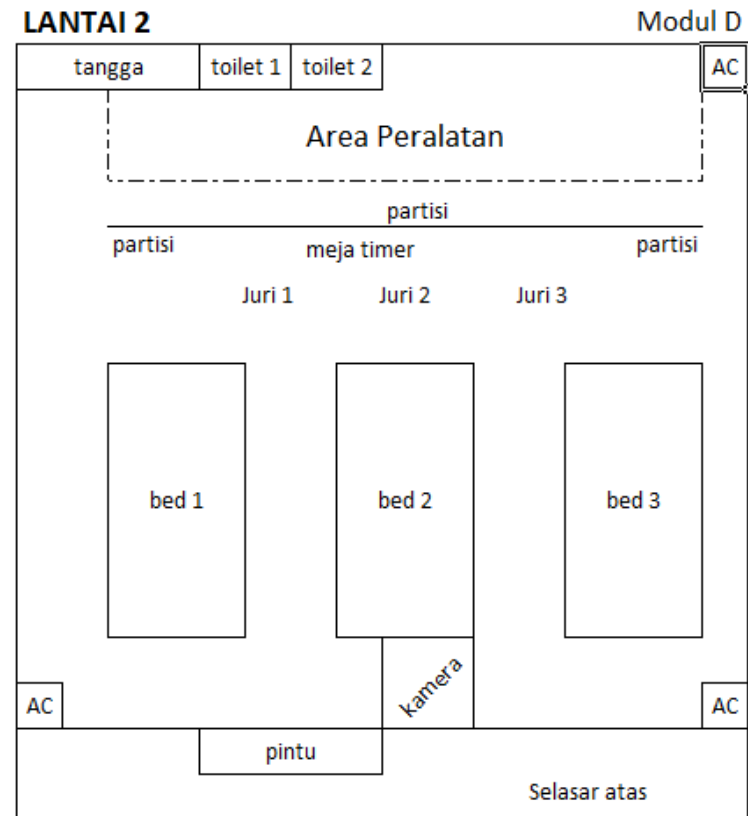 LANTAI 2
Modul D
tangga
toilet 1
toilet 2
AC
Area Peralatan
partisi
partisi
meja timer
partisi
Juri 1
Juri 2
Juri 3
bed 1
bed 2
bed 3
kamera
AC
AC
pintu
Selasar atas